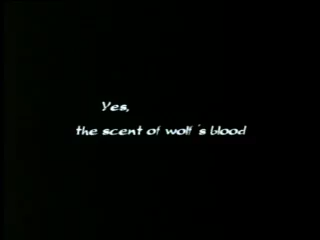 Yes,
the scent of wolf's blood